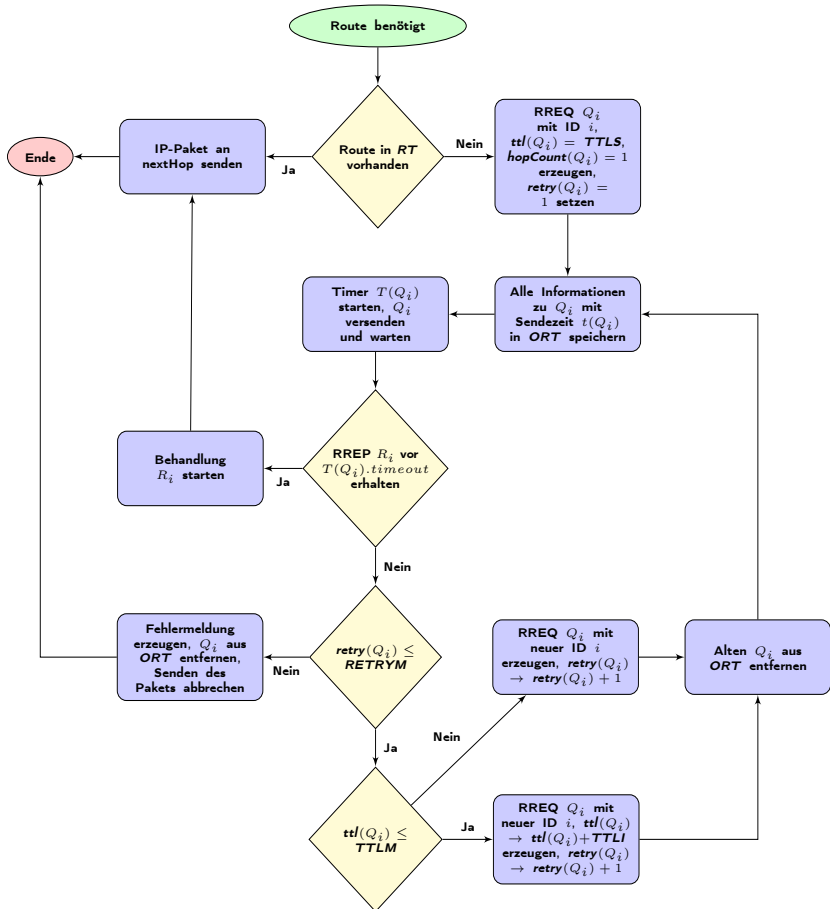 Route benötigt
Route in RT
vorhanden
Ja
Nein
IP-Paket an
nextHop senden
Ende
RREQ Q_i
mit ID i,
ttl(Q_i) = TTLS,
hopCount(Q_i) = 1
erzeugen,
retry(Q_i) =
1 setzen
Timer T(Q_i)
starten, Q_i
versenden
und warten
Alle Informationen
zu Q_i mit
Sendezeit t(Q_i)
in ORT speichern
RREP R_i vor
T(Q_i).timeout
erhalten
Ja
Behandlung
R_i starten
Nein
retry(Q_i) ≤
RETRYM
Nein
Fehlermeldung
erzeugen, Q_i aus
ORT entfernen,
Senden des
Pakets abbrechen
Ja
RREQ Q_i mit
neuer ID i
erzeugen, retry(Q_i)
→ retry(Q_i) + 1
Alten Q_i aus
ORT entfernen
Nein
ttl(Q_i) ≤
TTLM
Ja
RREQ Q_i mit
neuer ID i, ttl(Q_i)
→ ttl(Q_i)+TTLI
erzeugen, retry(Q_i)
→ retry(Q_i) + 1